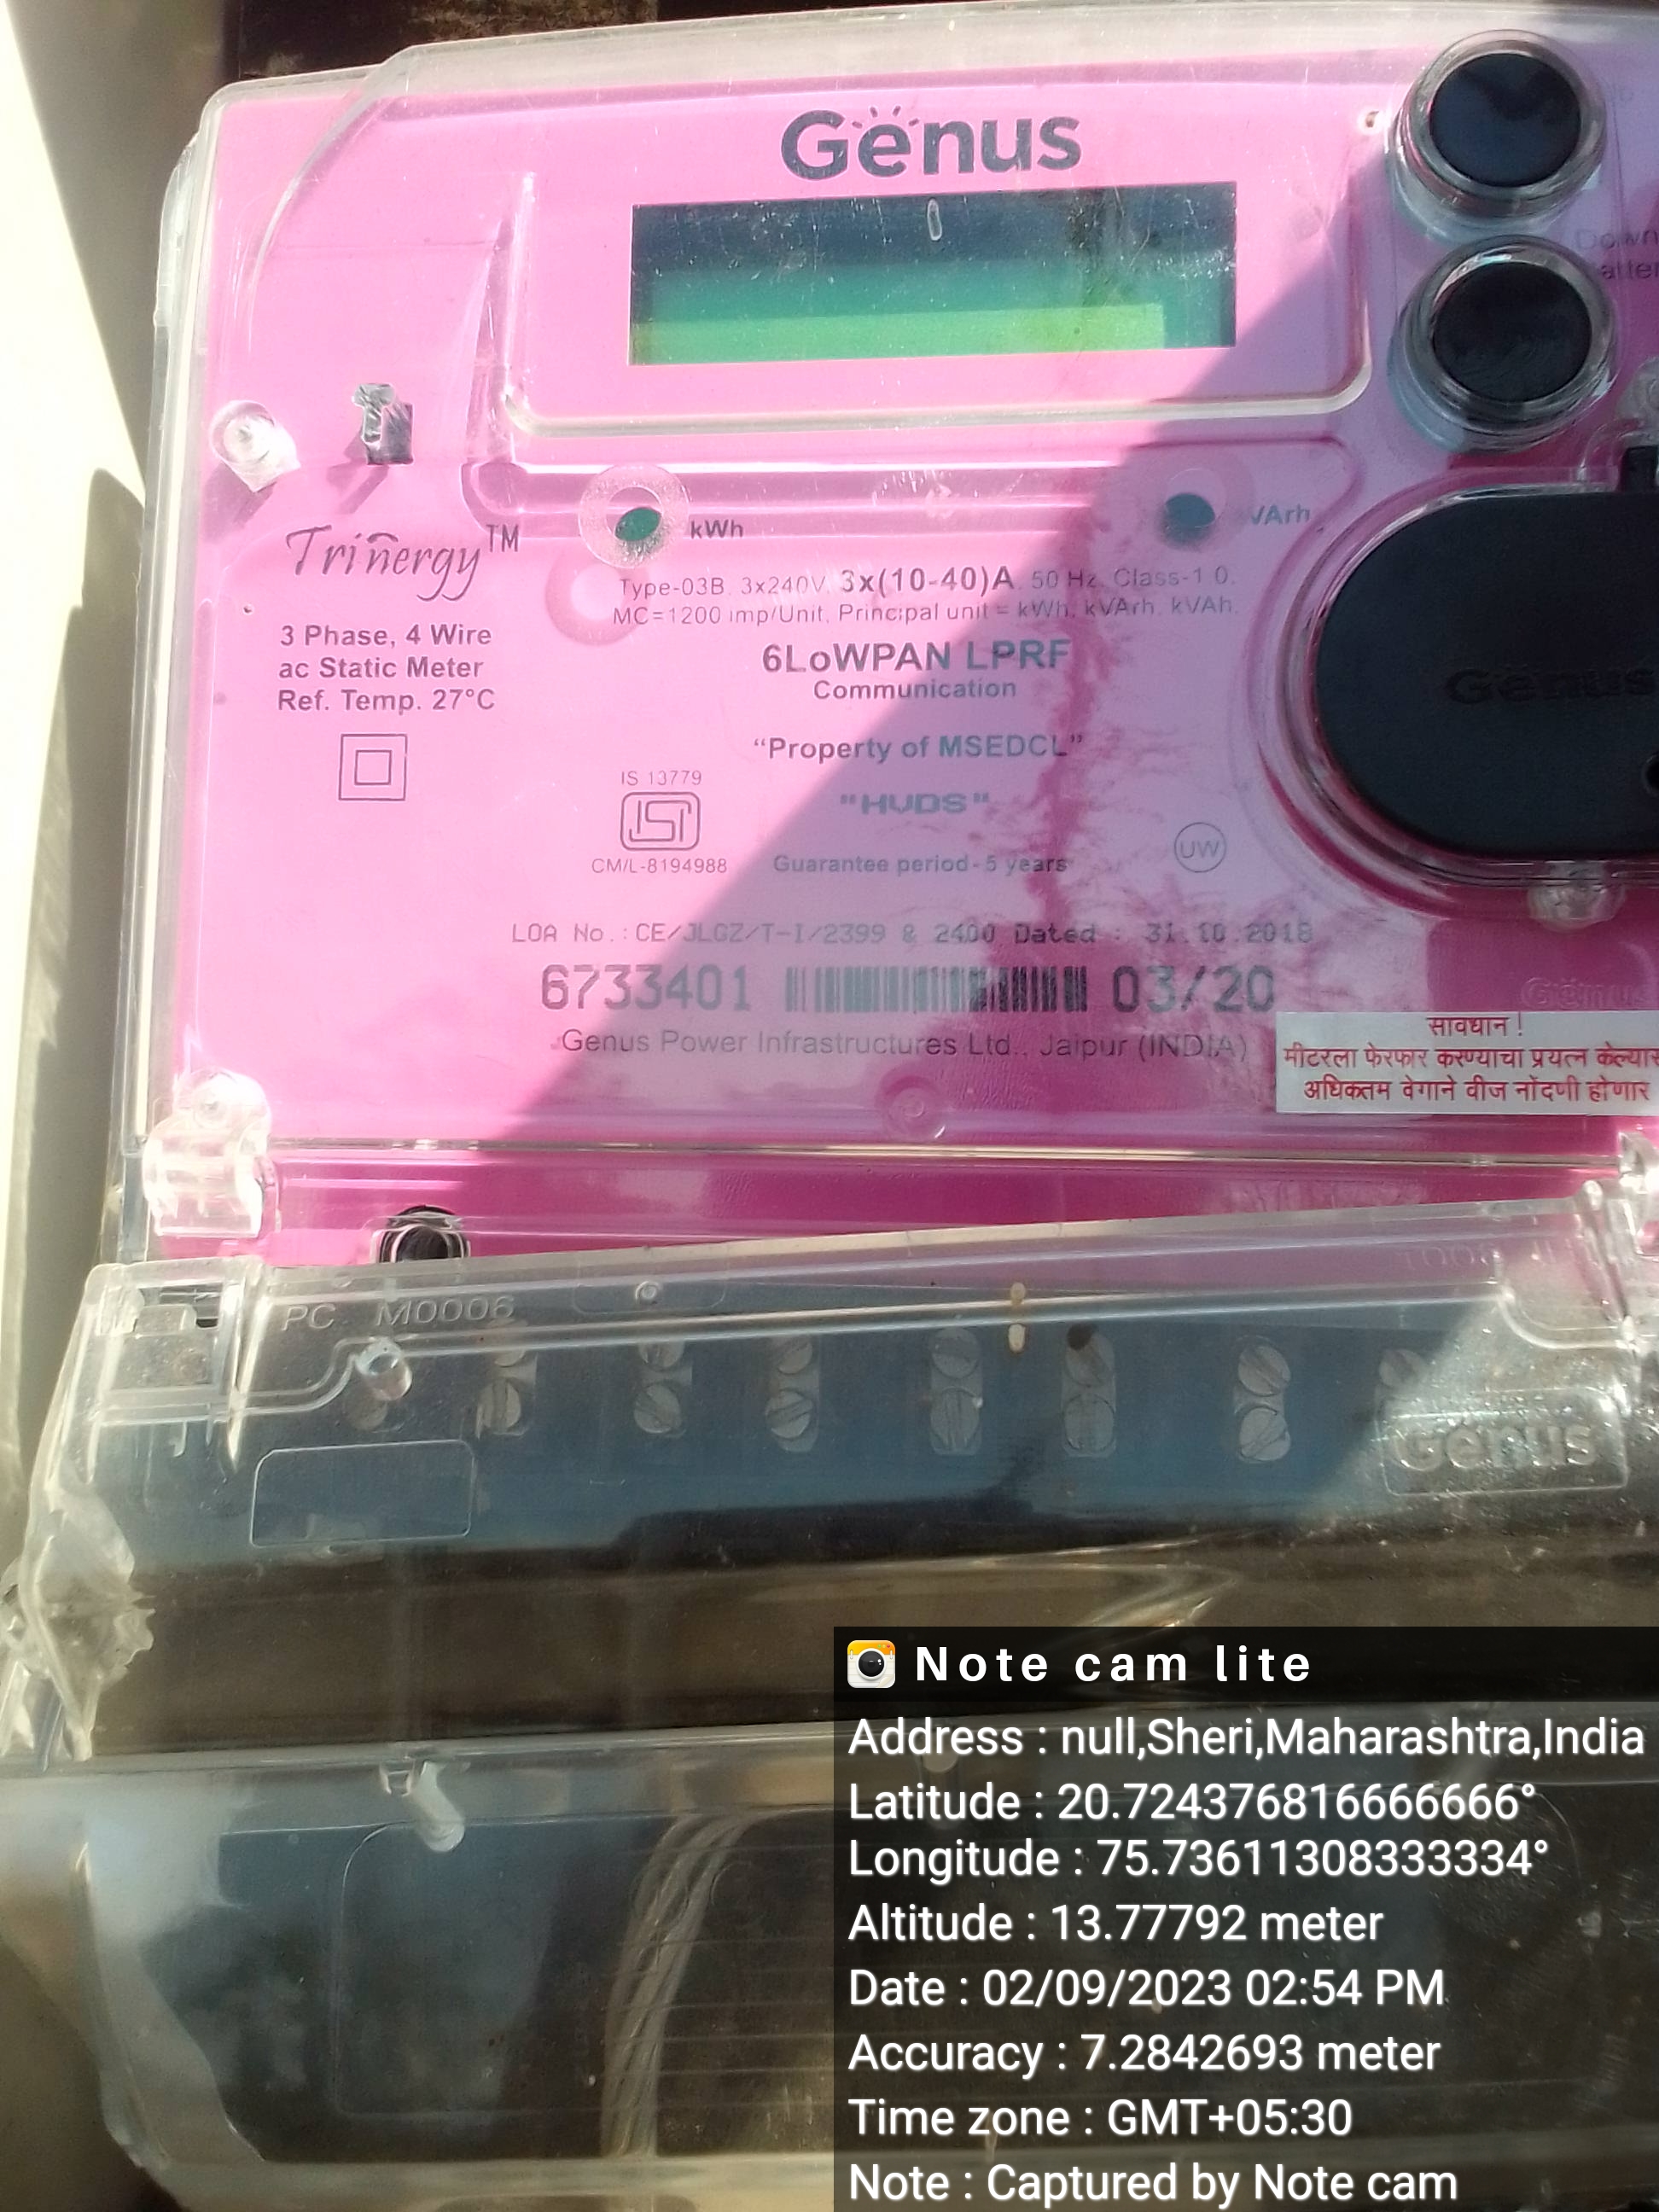 Genus
Down
kWh
Trinergy™
Type-03B, 3x240V, 3x(10-40)A, 50 Hz, Class-1.0,
MC=1200 imp/Unit, Principal unit = kWh, kVArh, kVAh.
3 Phase, 4 Wire
ac Static Meter
Ref. Temp. 27°C
6LoWPAN LPRF
Communication
Genus
"Property of MSEDCL"
IS 13779
"HVDS"
ISI
UW
CM/L-8194988
Guarantee period-5 years
LOA No.:CE/JLGZ/T-I/2399 & 2400 Dated : 31.10.2018
6733401 03/20
Genus
Genus Power Infrastructures Ltd., Jaipur (INDIA)
सावधान !
मीटरला फेरफार करण्याचा प्रयत्न केल्यास
अधिकतम वेगाने वीज नोंदणी होणार
PC M0006
Genus
Note cam lite
Address : null,Sheri,Maharashtra,India
Latitude : 20.724376816666666°
Longitude : 75.73611308333334°
Altitude : 13.77792 meter
Date : 02/09/2023 02:54 PM
Accuracy : 7.2842693 meter
Time zone : GMT+05:30
Note : Captured by Note cam